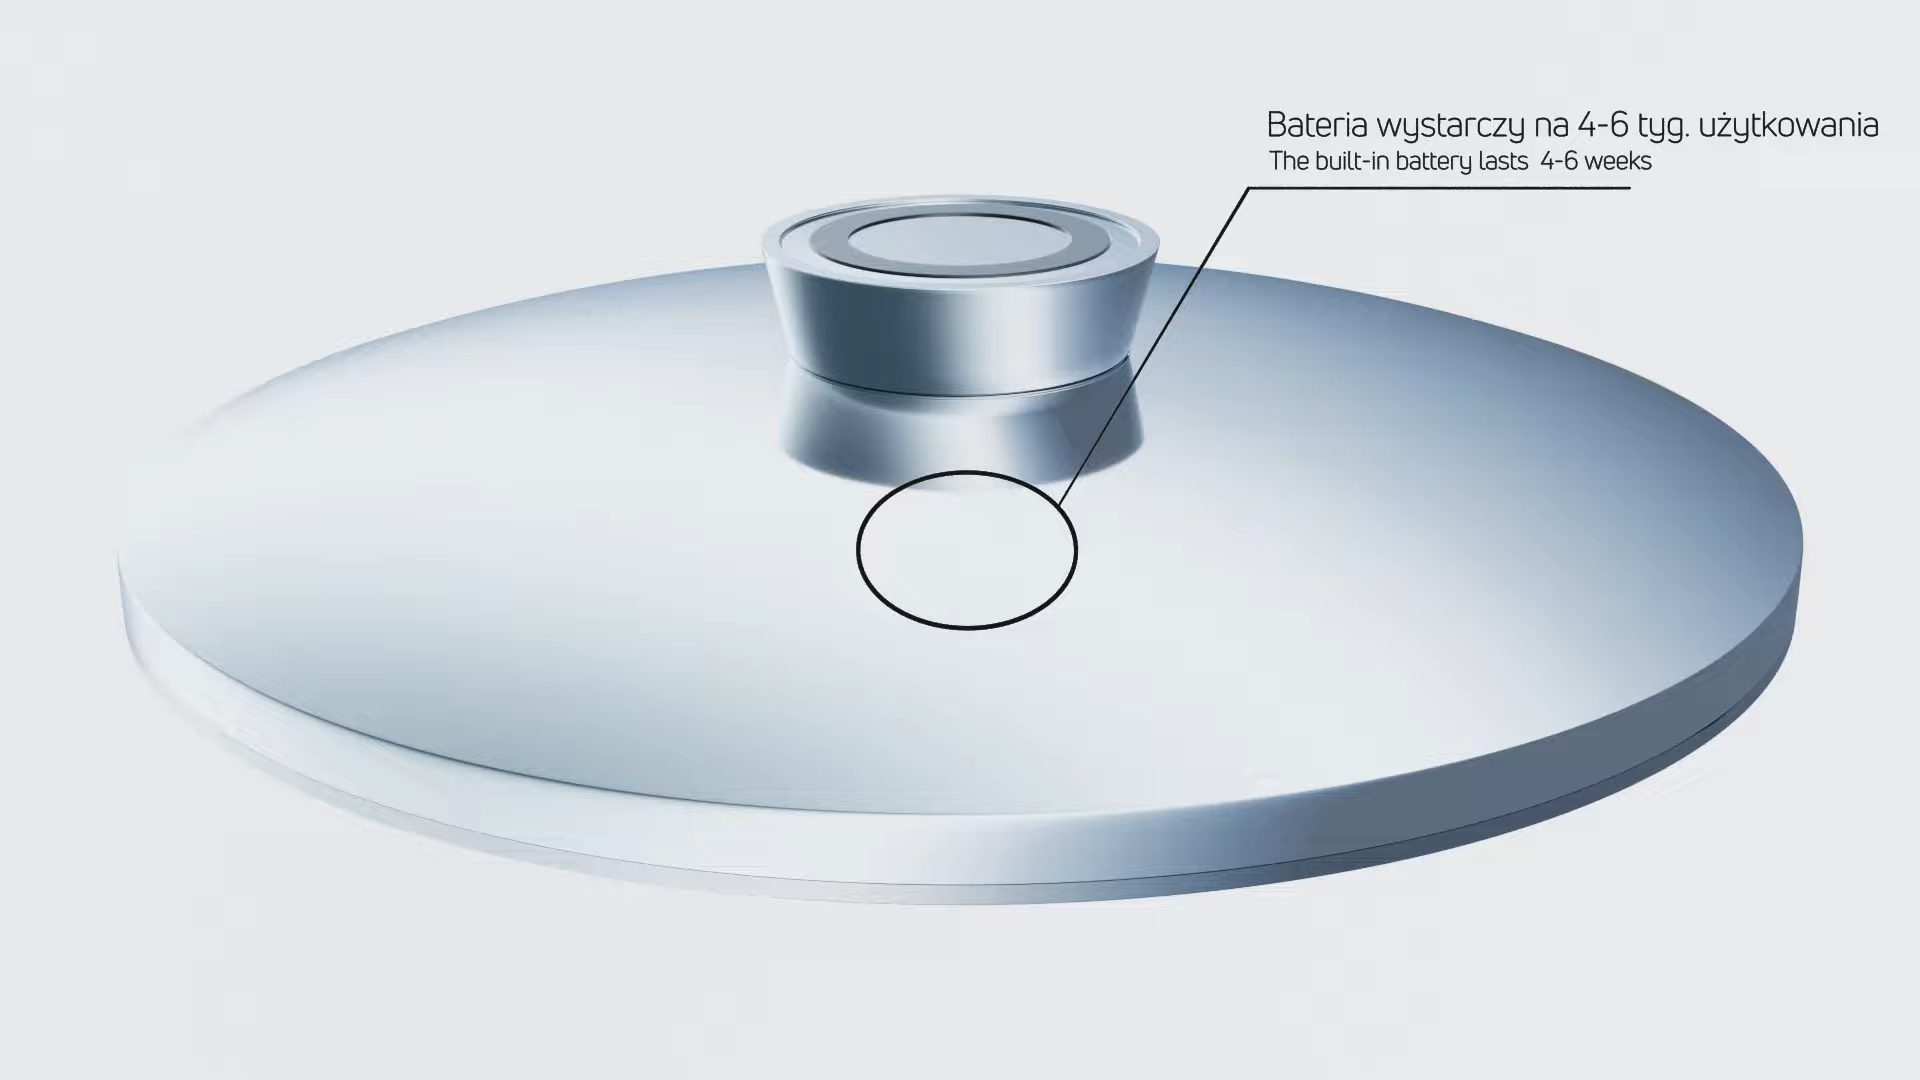 Bateria wystarczy na 4-6 tyg. użytkowania
The built-in battery lasts 4-6 weeks